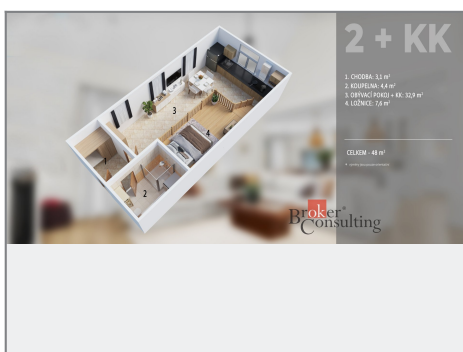 2 + KK
1. CHODBA: 3,1 m²
2. KOUPELNA: 4,4 m²
3. OBÝVACÍ POKOJ + KK: 32,9 m²
4. LOŽNICE: 7,6 m²
CELKEM - 48 m²
3
4
1
2
Broker
Consulting